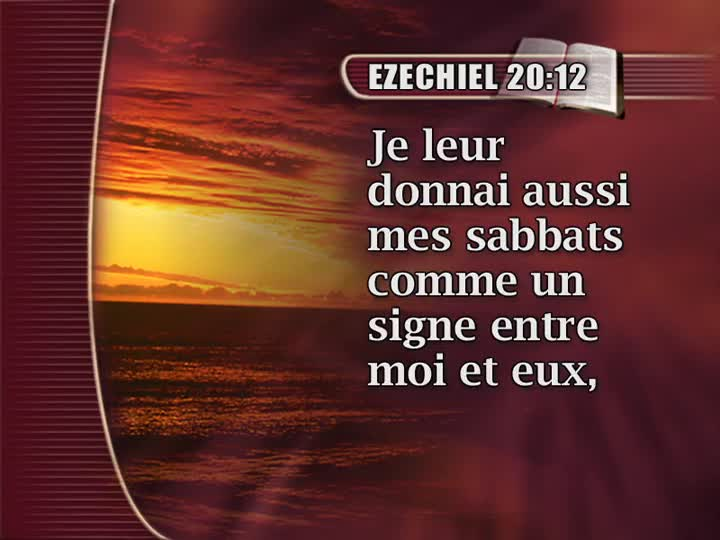 EZECHIEL 20:12
Je leur
donnai aussi
mes sabbats
comme un
signe entre
moi et eux,